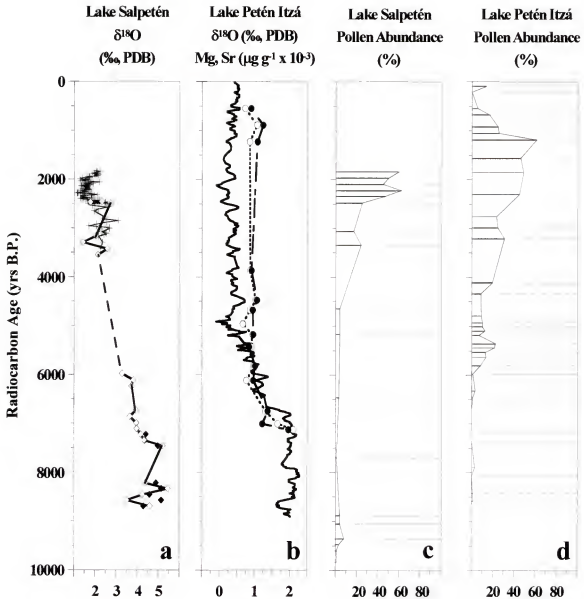 Lake Salpetén
δ¹⁸O
(‰, PDB)
Lake Petén Itzá
δ¹⁸O (‰, PDB)
Mg, Sr (µg g⁻¹ x 10⁻³)
Lake Salpetén
Pollen Abundance
(%)
Lake Petén Itzá
Pollen Abundance
(%)
Radiocarbon Age (yrs B.P.)
0
2000
4000
6000
8000
10000
a
b
c
d
2 3 4 5
0 1 2
20 40 60 80
20 40 60 80